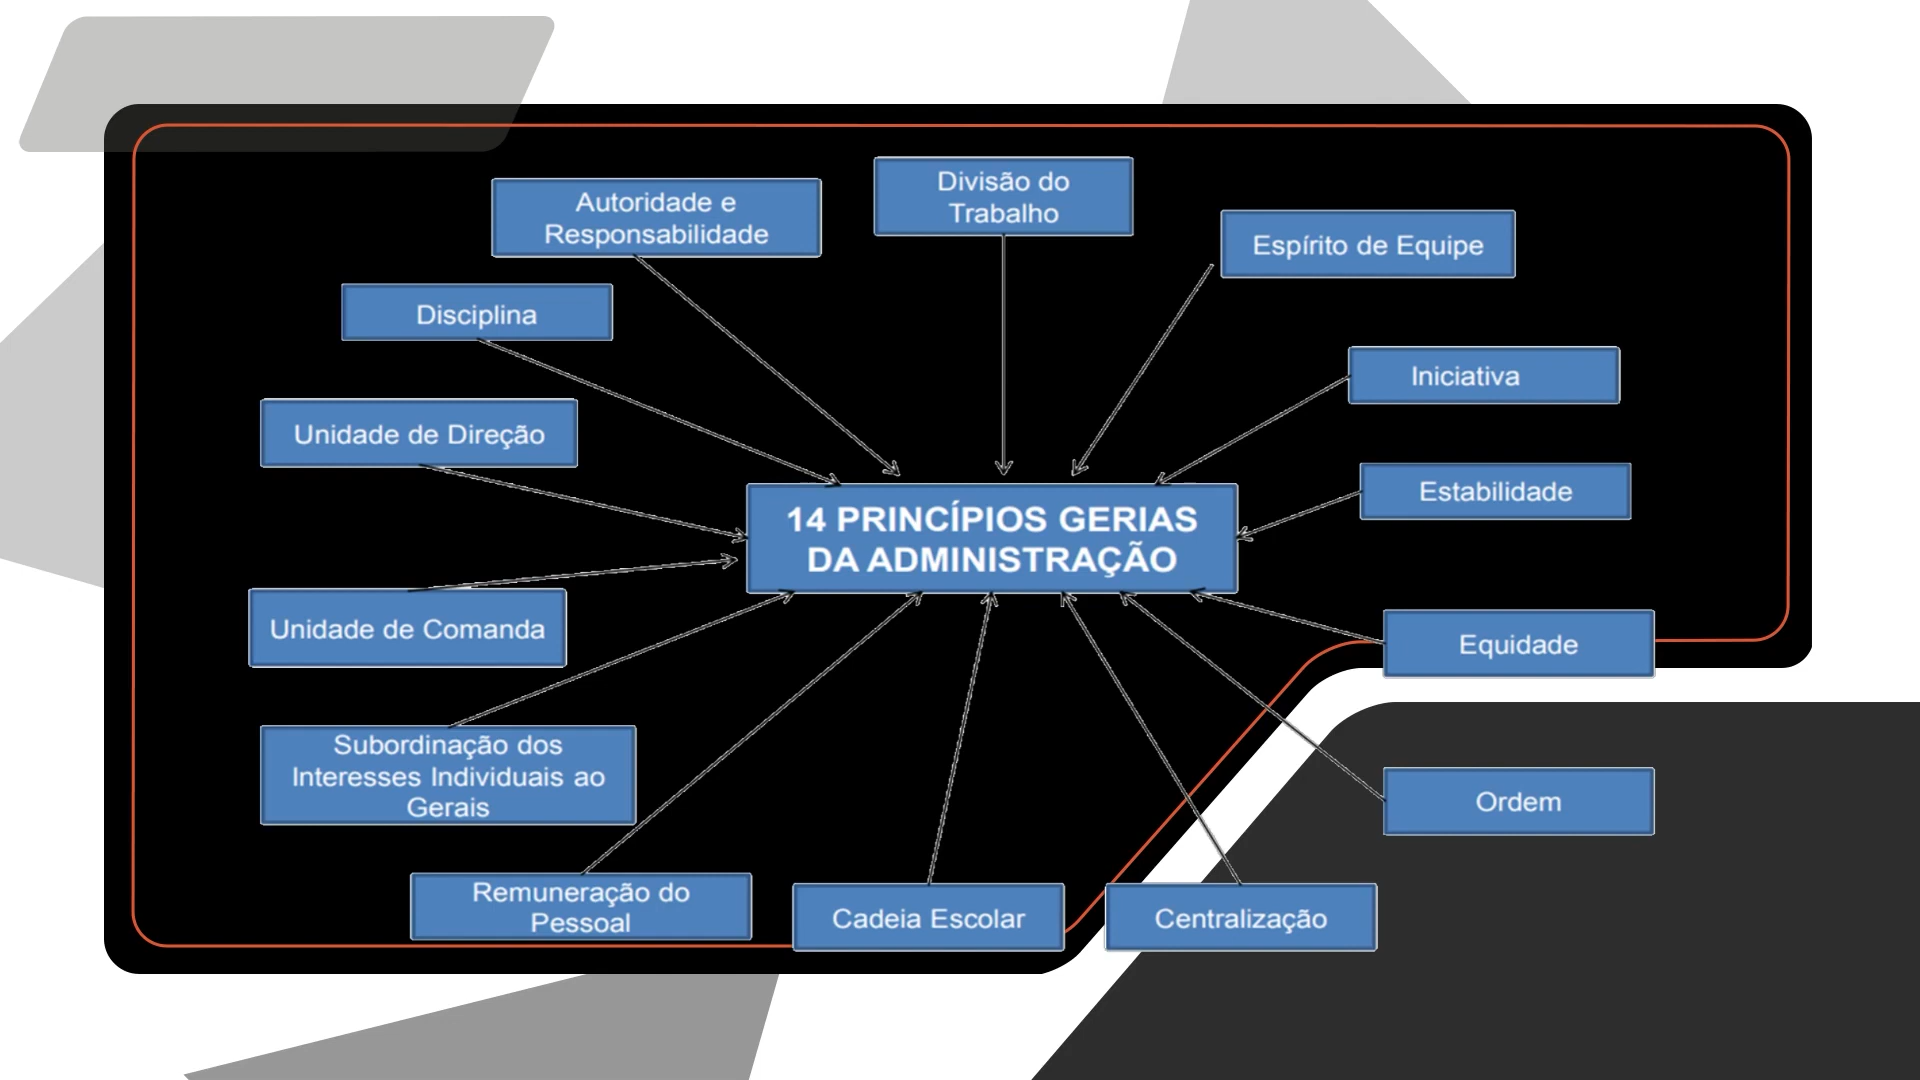 Divisão do
Trabalho
Autoridade e
Responsabilidade
Espírito de Equipe
Disciplina
Iniciativa
Unidade de Direção
Estabilidade
14 PRINCÍPIOS GERIAS
DA ADMINISTRAÇÃO
Unidade de Comanda
Equidade
Subordinação dos
Interesses Individuais ao
Gerais
Ordem
Remuneração do
Pessoal
Cadeia Escolar
Centralização